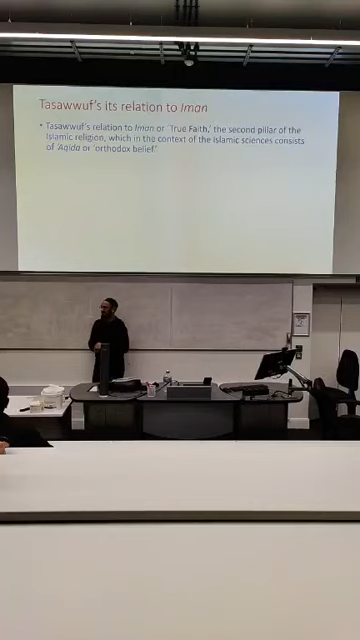 Tasawwuf's its relation to Iman
• Tasawwuf's relation to Iman or 'True Faith,' the second pillar of the
Islamic religion, which in the context of the Islamic sciences consists
of 'Aqida or 'orthodox belief.'